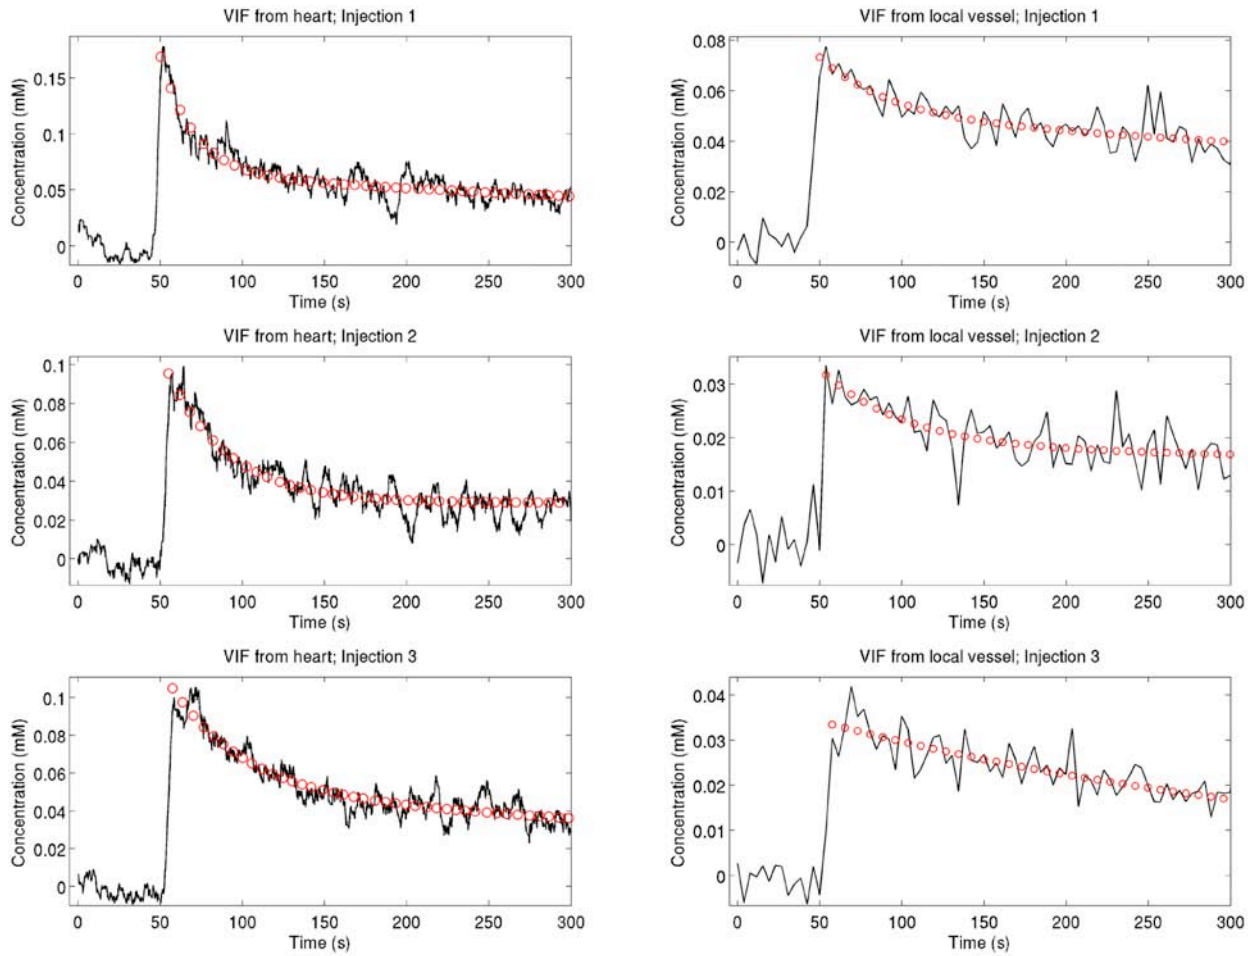 VIF from heart; Injection 1
Concentration (mM)
0.15
0.1
0.05
0
0 50 100 150 200 250 300
Time (s)
VIF from local vessel; Injection 1
Concentration (mM)
0.08
0.06
0.04
0.02
0
0 50 100 150 200 250 300
Time (s)
VIF from heart; Injection 2
Concentration (mM)
0.1
0.08
0.06
0.04
0.02
0
0 50 100 150 200 250 300
Time (s)
VIF from local vessel; Injection 2
Concentration (mM)
0.03
0.02
0.01
0
0 50 100 150 200 250 300
Time (s)
VIF from heart; Injection 3
Concentration (mM)
0.1
0.08
0.06
0.04
0.02
0
0 50 100 150 200 250 300
Time (s)
VIF from local vessel; Injection 3
Concentration (mM)
0.04
0.03
0.02
0.01
0
0 50 100 150 200 250 300
Time (s)